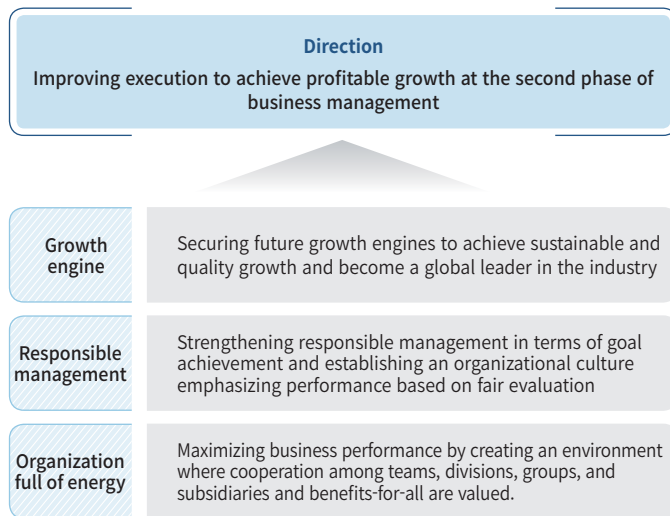 Direction
Improving execution to achieve profitable growth at the second phase of
business management
Growth
engine
Securing future growth engines to achieve sustainable and
quality growth and become a global leader in the industry
Responsible
management
Strengthening responsible management in terms of goal
achievement and establishing an organizational culture
emphasizing performance based on fair evaluation
Organization
full of energy
Maximizing business performance by creating an environment
where cooperation among teams, divisions, groups, and
subsidiaries and benefits-for-all are valued.